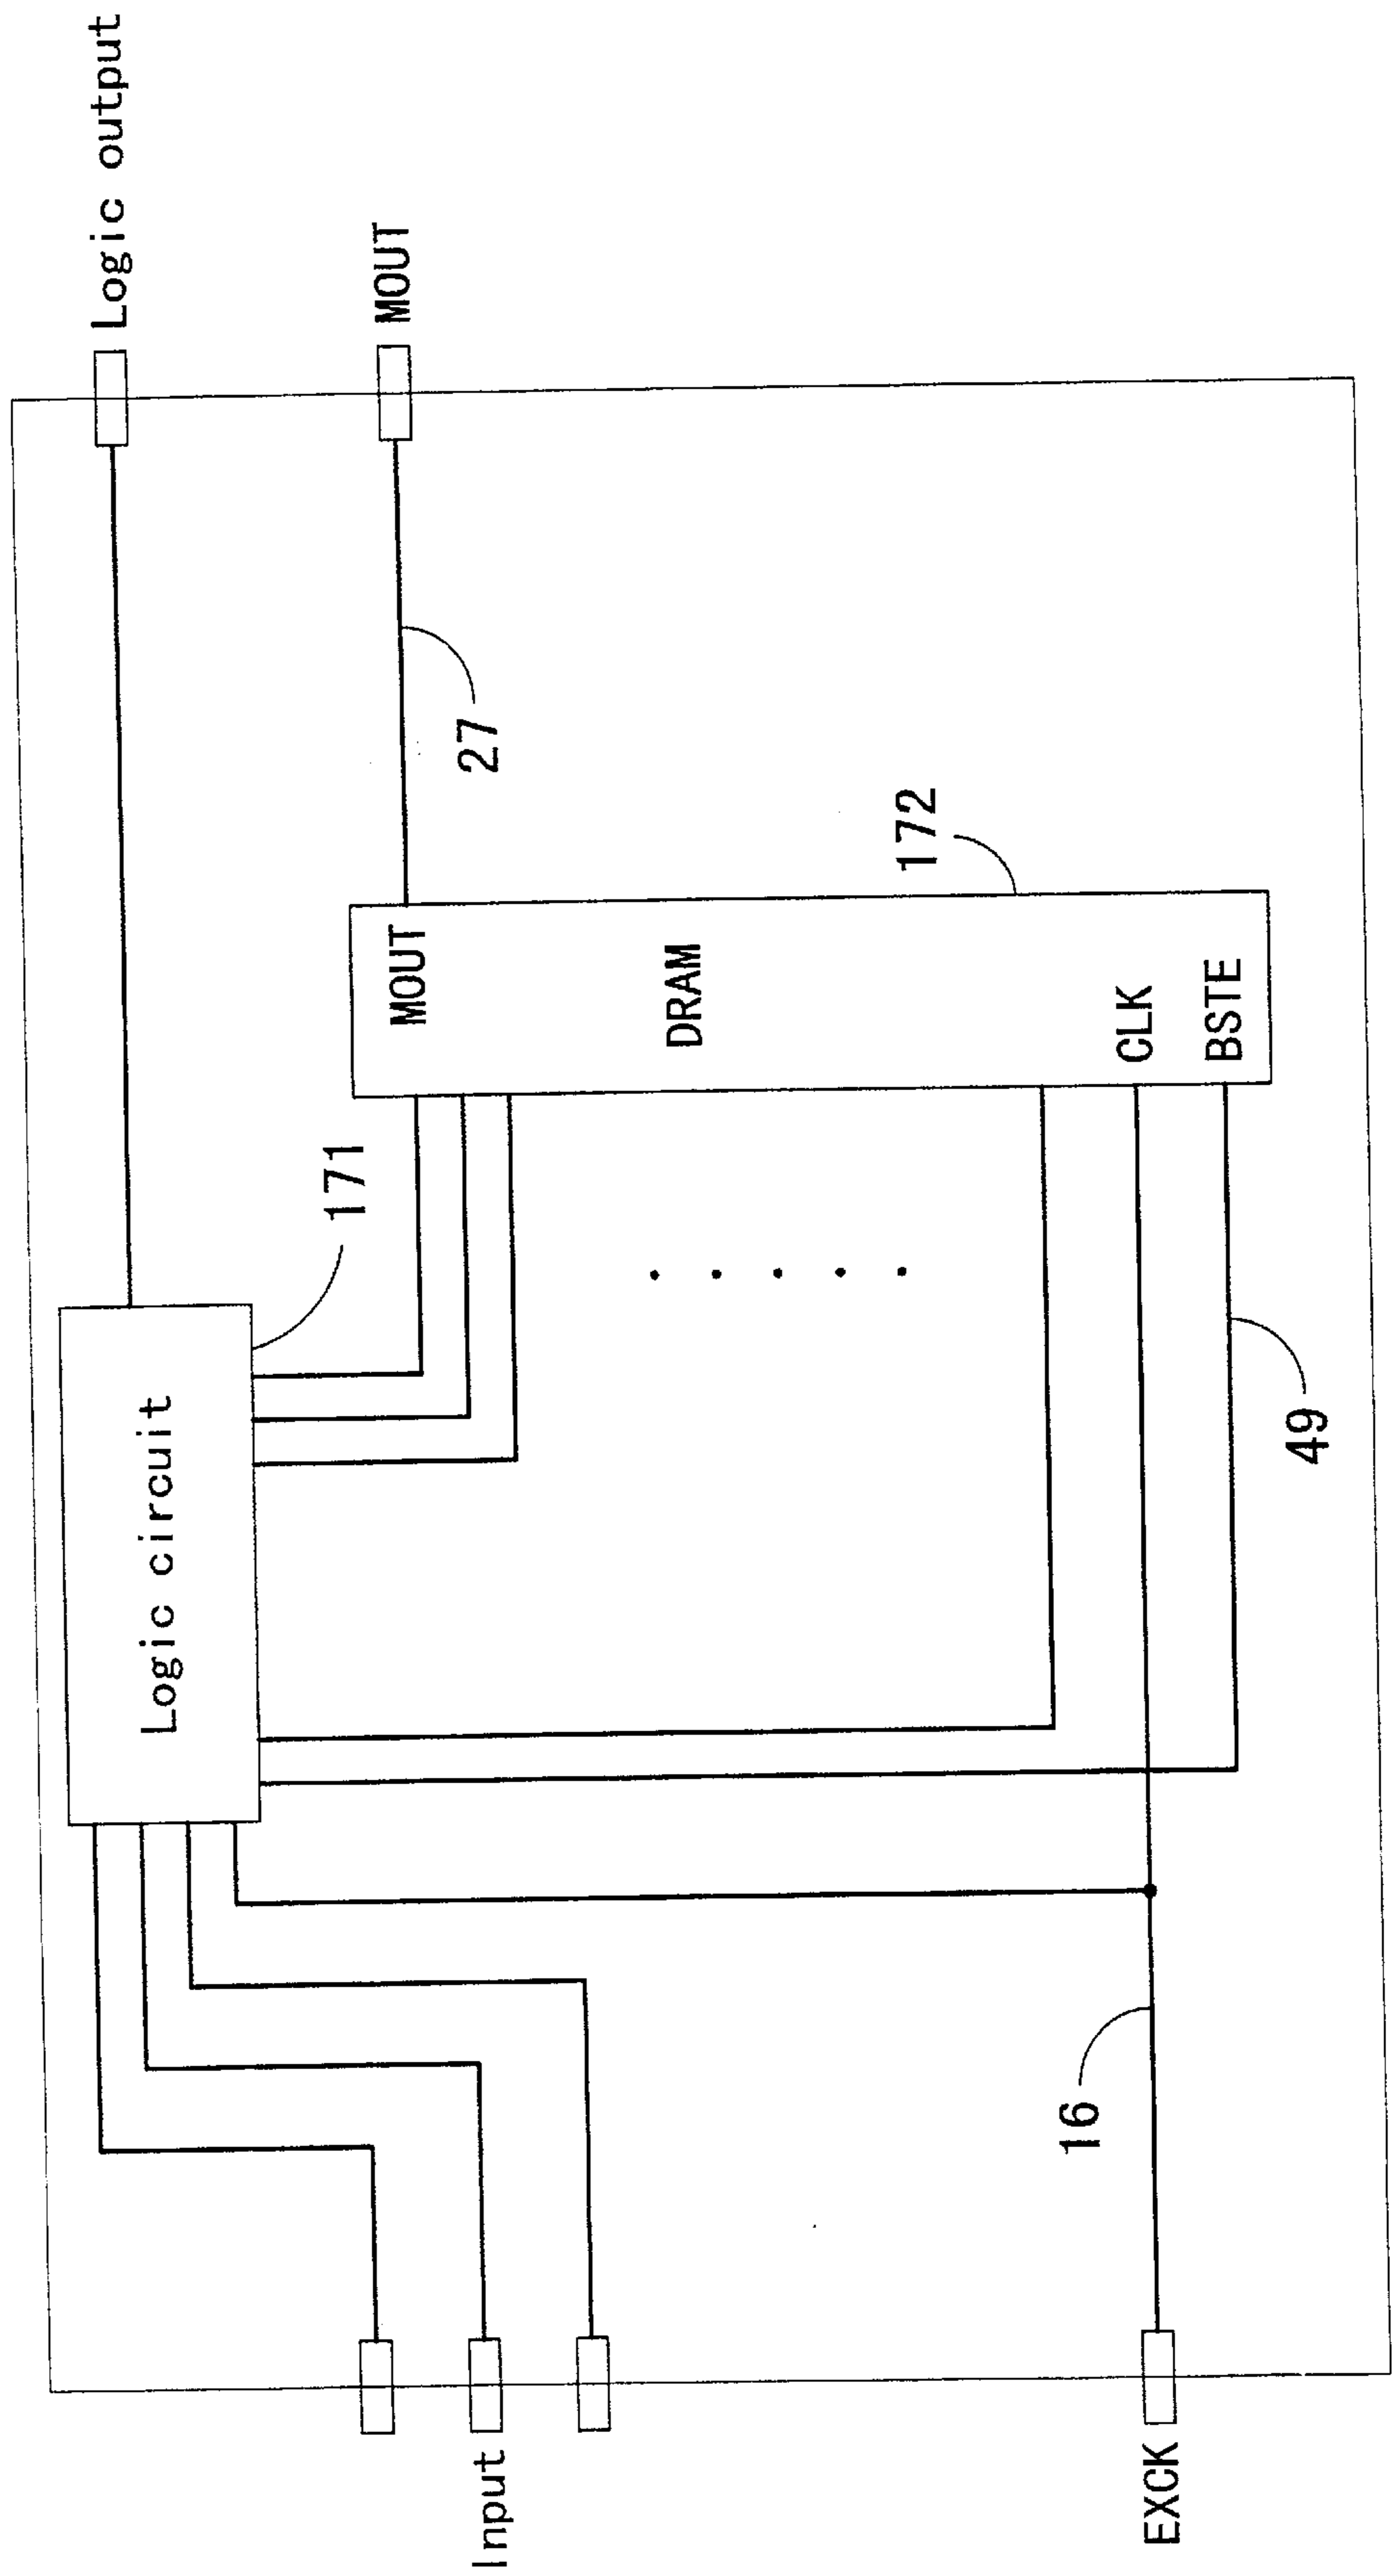 Logic output
MOUT
27
Logic circuit
171
MOUT
DRAM
CLK
BSTE
172
49
16
Input
EXCK